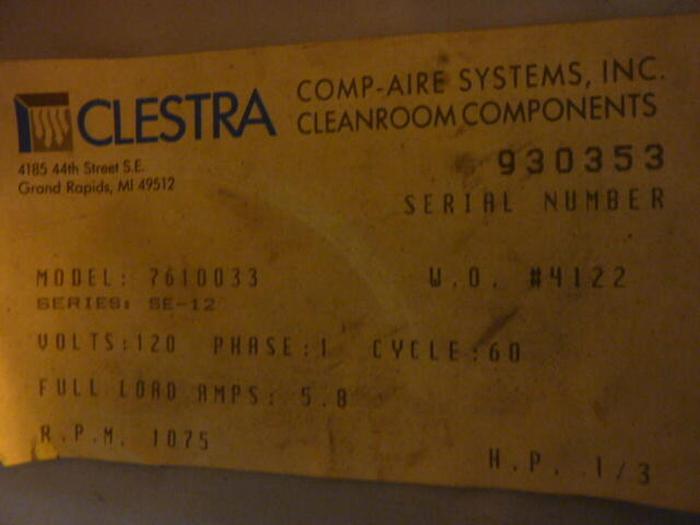 CLESTRA
COMP-AIRE SYSTEMS, INC.
CLEANROOM COMPONENTS
4185 44th Street S.E.
Grand Rapids, MI 49512
930353
SERIAL NUMBER
MODEL: 7610033 W.O. #4122
SERIES: SE-12
VOLTS:120 PHASE:1 CYCLE:60
FULL LOAD AMPS: 5.8
R.P.M. 1075
H.P. 1/3